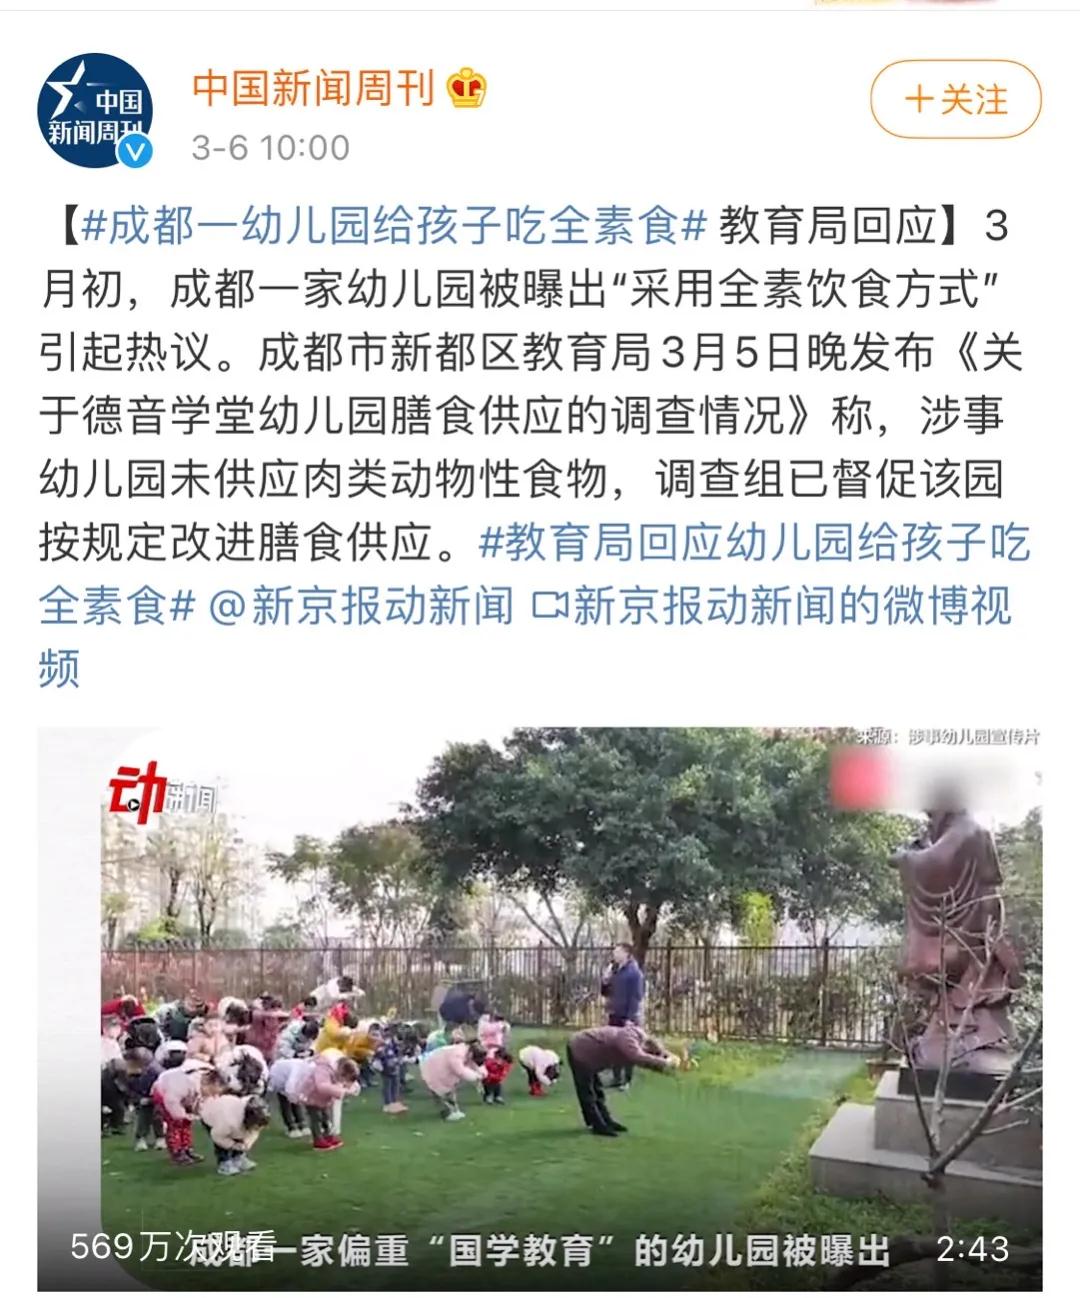 中国
新闻周刊
中国新闻周刊
+关注
3-6 10:00
【#成都一幼儿园给孩子吃全素食# 教育局回应】3
月初，成都一家幼儿园被曝出“采用全素饮食方式”
引起热议。成都市新都区教育局3月5日晚发布《关
于德音学堂幼儿园膳食供应的调查情况》称，涉事
幼儿园未供应肉类动物性食物，调查组已督促该园
按规定改进膳食供应。#教育局回应幼儿园给孩子吃
全素食# @新京报动新闻 新京报动新闻的微博视
频
来源：涉事幼儿园宣传片
动新闻
569万次观看
成都一家偏重“国学教育”的幼儿园被曝出
2:43